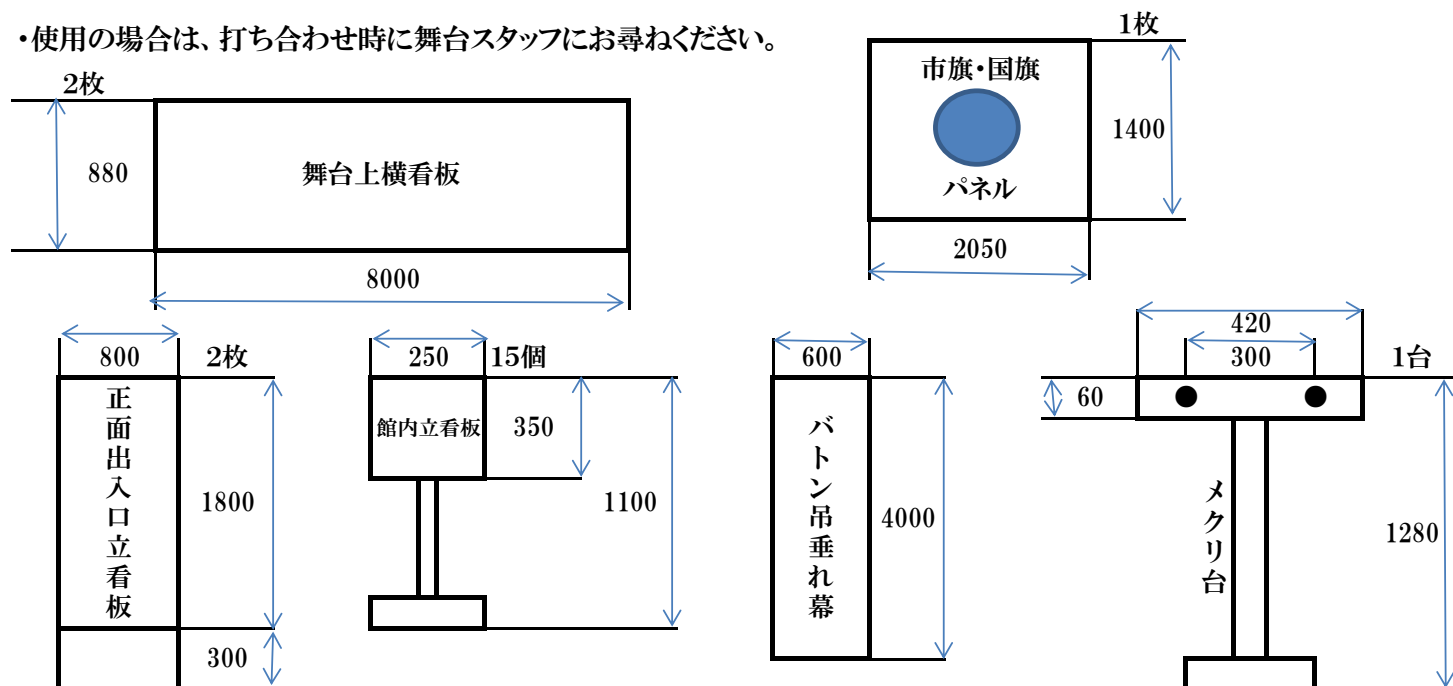 ・使用の場合は、打ち合わせ時に舞台スタッフにお尋ねください。
2枚
880
舞台上横看板
8000
1枚
市旗・国旗
パネル
1400
2050
800
2枚
正面出入口立看板
1800
300
250
15個
館内立看板
350
1100
600
バトン吊垂れ幕
4000
420
300
1台
60
メクリ台
1280